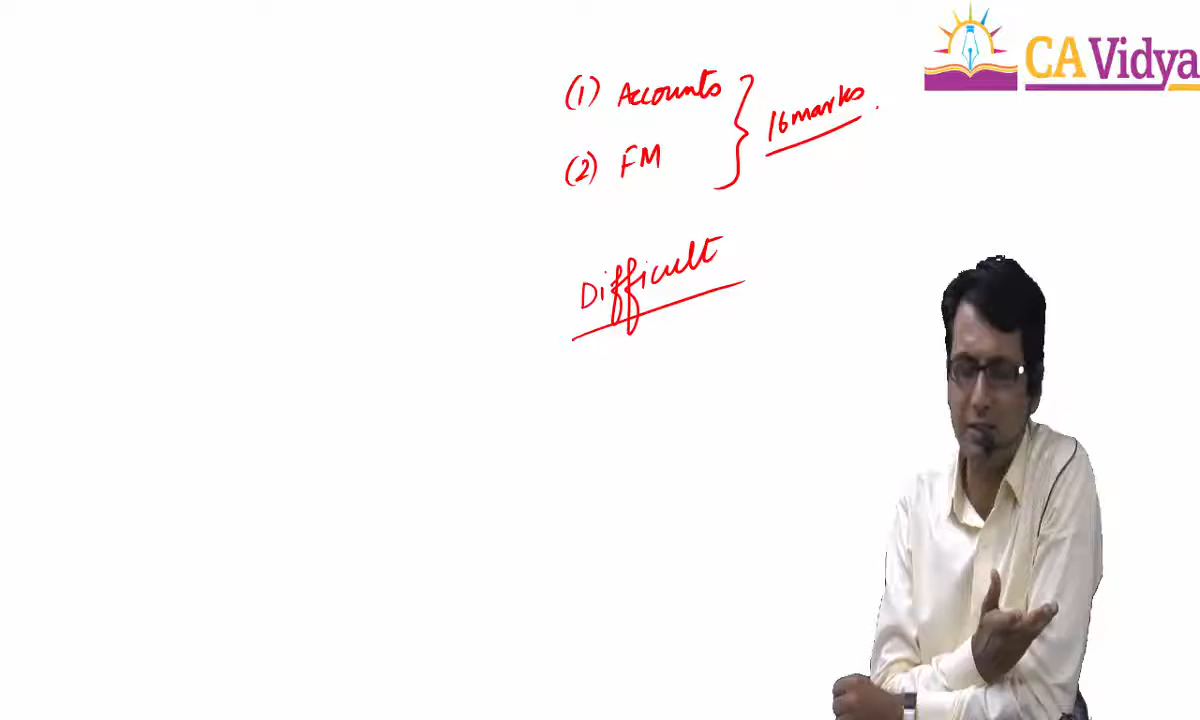 CA Vidya
(1) Accounts
16 marks.
(2) FM
Difficult